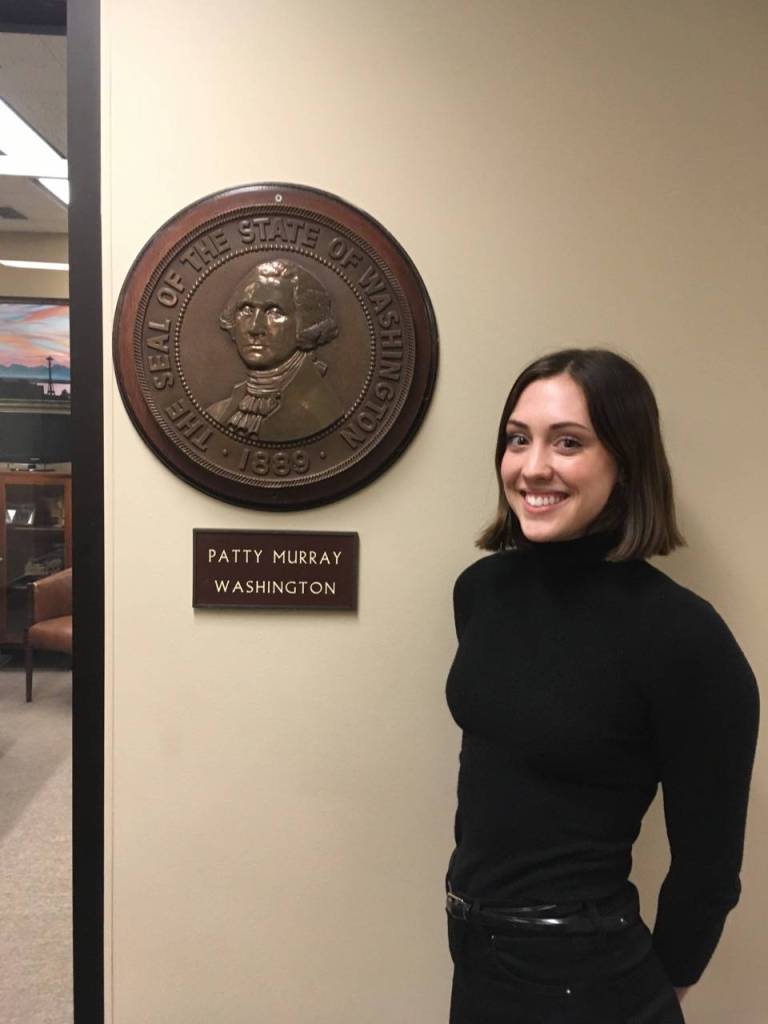 THE SEAL OF THE STATE OF WASHINGTON
· 1889 ·
PATTY MURRAY
WASHINGTON